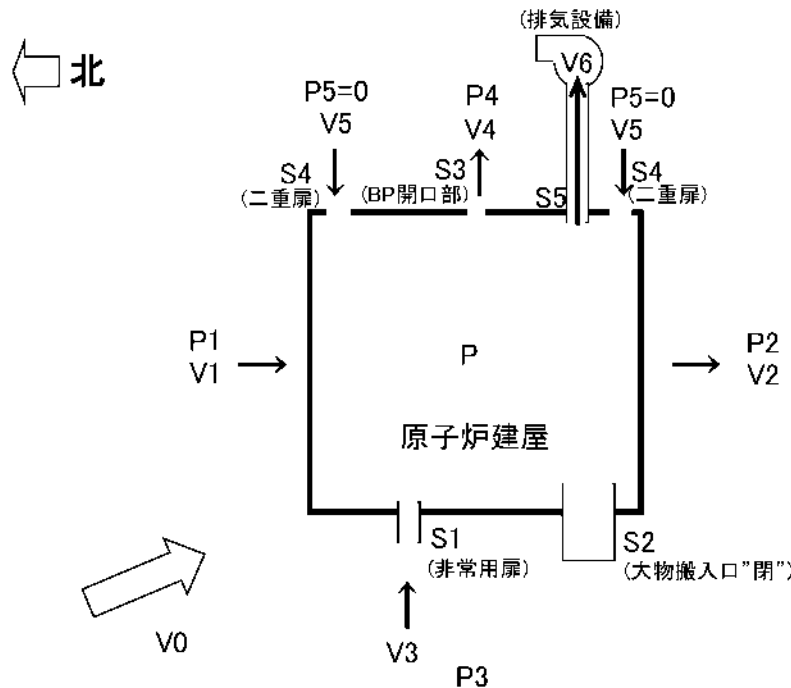 (排気設備)
北
V6
P5=0
V5
P4
V4
P5=0
V5
S4
(二重扉)
S3
(BP開口部)
S5
S4
(二重扉)
P1
V1
P
P2
V2
原子炉建屋
S1
(非常用扉)
S2
(大物搬入口”閉”)
V0
V3
P3